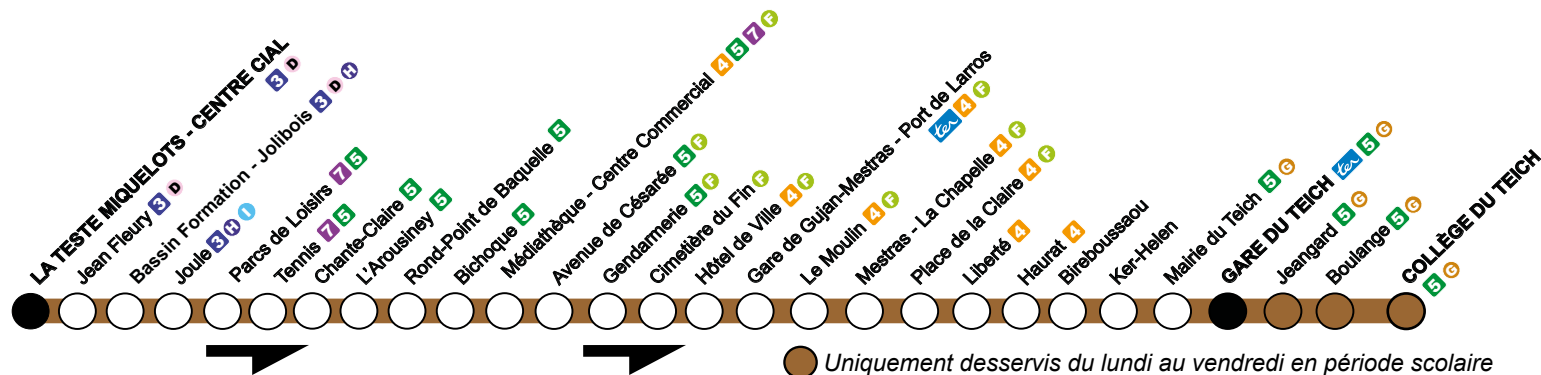 LA TESTE MIQUELOTS - CENTRE CIAL
3 D
Jean Fleury 3 D
Bassin Formation - Jolibois 3 D H
Joule 3 H I
Parcs de Loisirs 7 5
Tennis 7 5
Chante-Claire 5
L'Arousiney 5
Rond-Point de Baquelle 5
Bichoque 5
Médiathèque - Centre Commercial 4 5 7 F
Avenue de Césarée 5 F
Gendarmerie 5 F
Cimetière du Fin F
Hôtel de Ville 4 F
Gare de Gujan-Mestras - Port de Larros
ter 4 F
Le Moulin 4 F
Mestras - La Chapelle 4 F
Place de la Claire 4 F
Liberté 4
Haurat 4
Bireboussaou
Ker-Helen
Mairie du Teich 5 G
GARE DU TEICH ter 5 G
Jeangard 5 G
Boulange 5 G
COLLÈGE DU TEICH
5 G
Uniquement desservis du lundi au vendredi en période scolaire